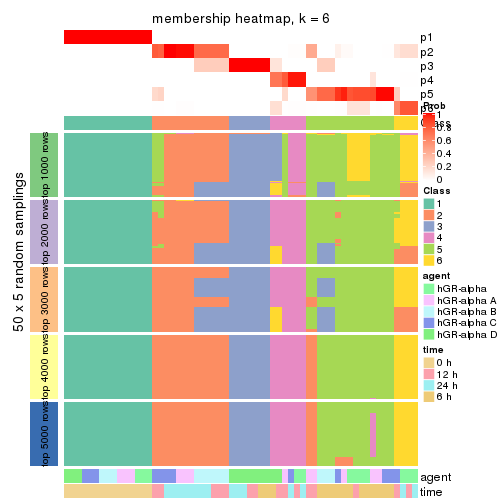 membership heatmap, k = 6
p1
p2
p3
p4
p5
Prob
1
0.8
0.6
0.4
0.2
0
Class
1
2
3
4
5
6
agent
hGR-alpha
hGR-alpha A
hGR-alpha B
hGR-alpha C
hGR-alpha D
time
0 h
12 h
24 h
6 h
50 x 5 random samplings
top 1000 rows
top 2000 rows
top 3000 rows
top 4000 rows
top 5000 rows
agent
time